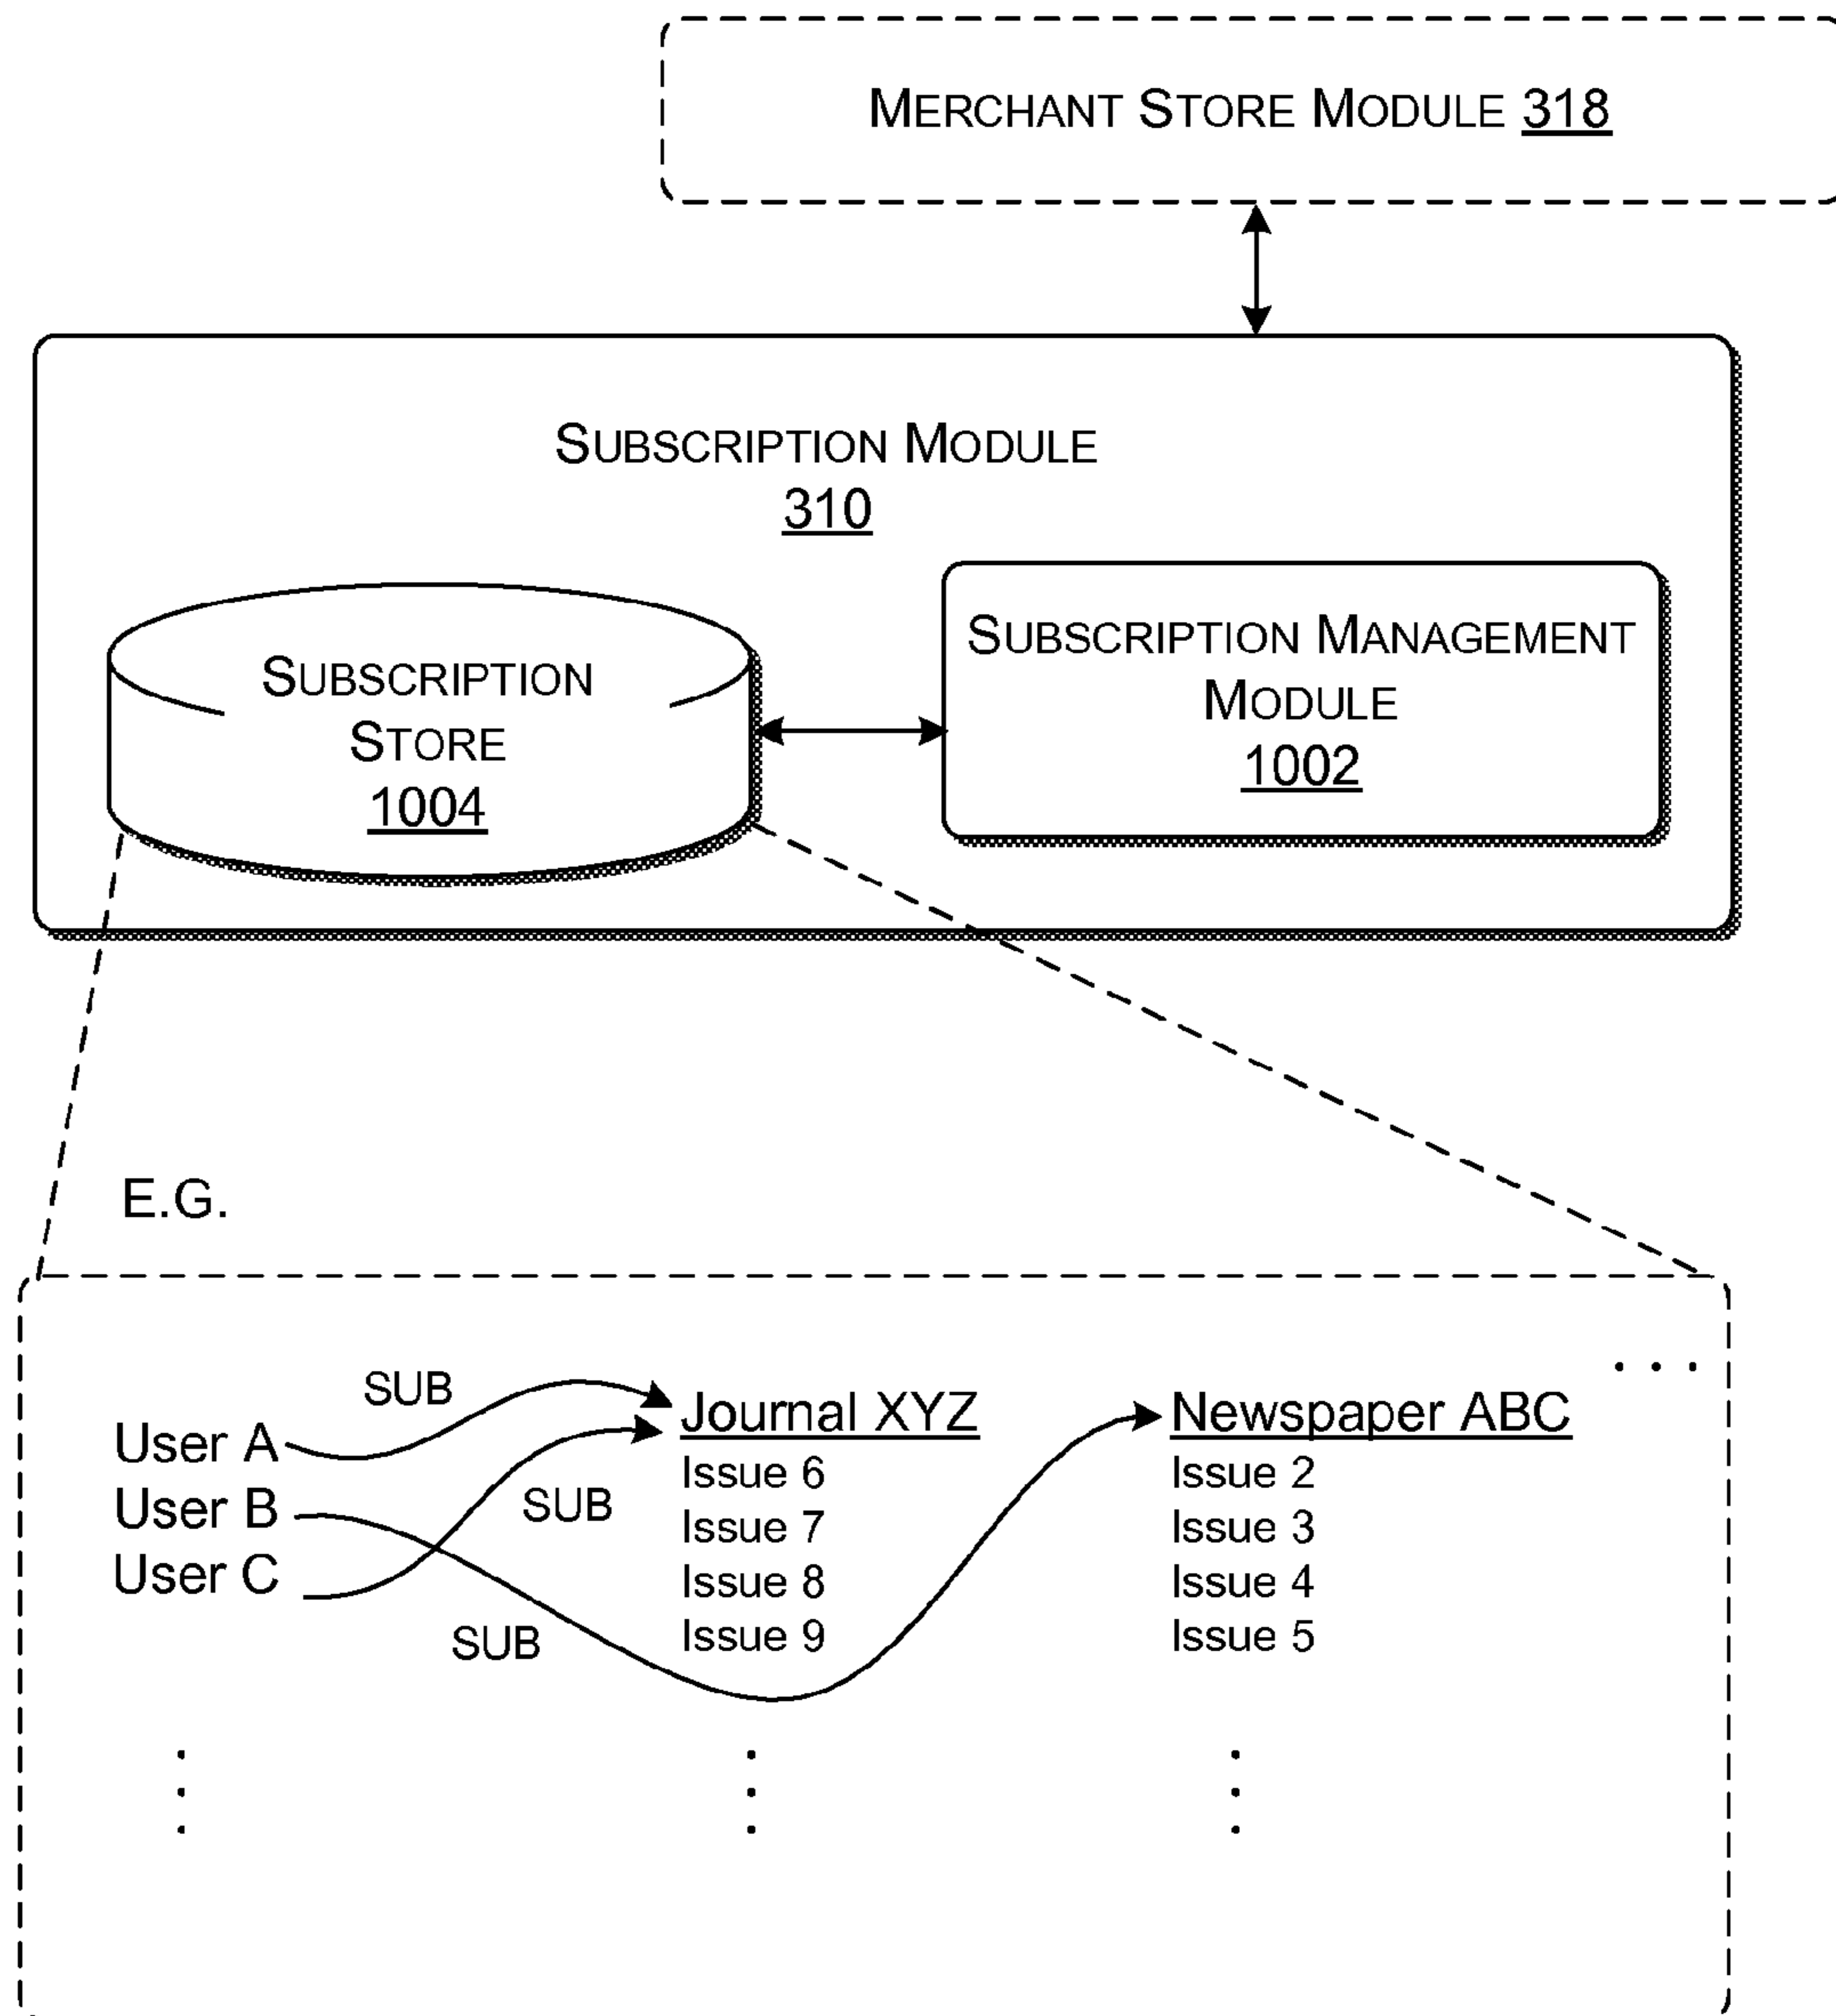 MERCHANT STORE MODULE 318
SUBSCRIPTION MODULE
310
SUBSCRIPTION
STORE
1004
SUBSCRIPTION MANAGEMENT
MODULE
1002
E.G.
SUB
SUB
SUB
User A
User B
User C
Journal XYZ
Issue 6
Issue 7
Issue 8
Issue 9
Newspaper ABC
Issue 2
Issue 3
Issue 4
Issue 5
. . .